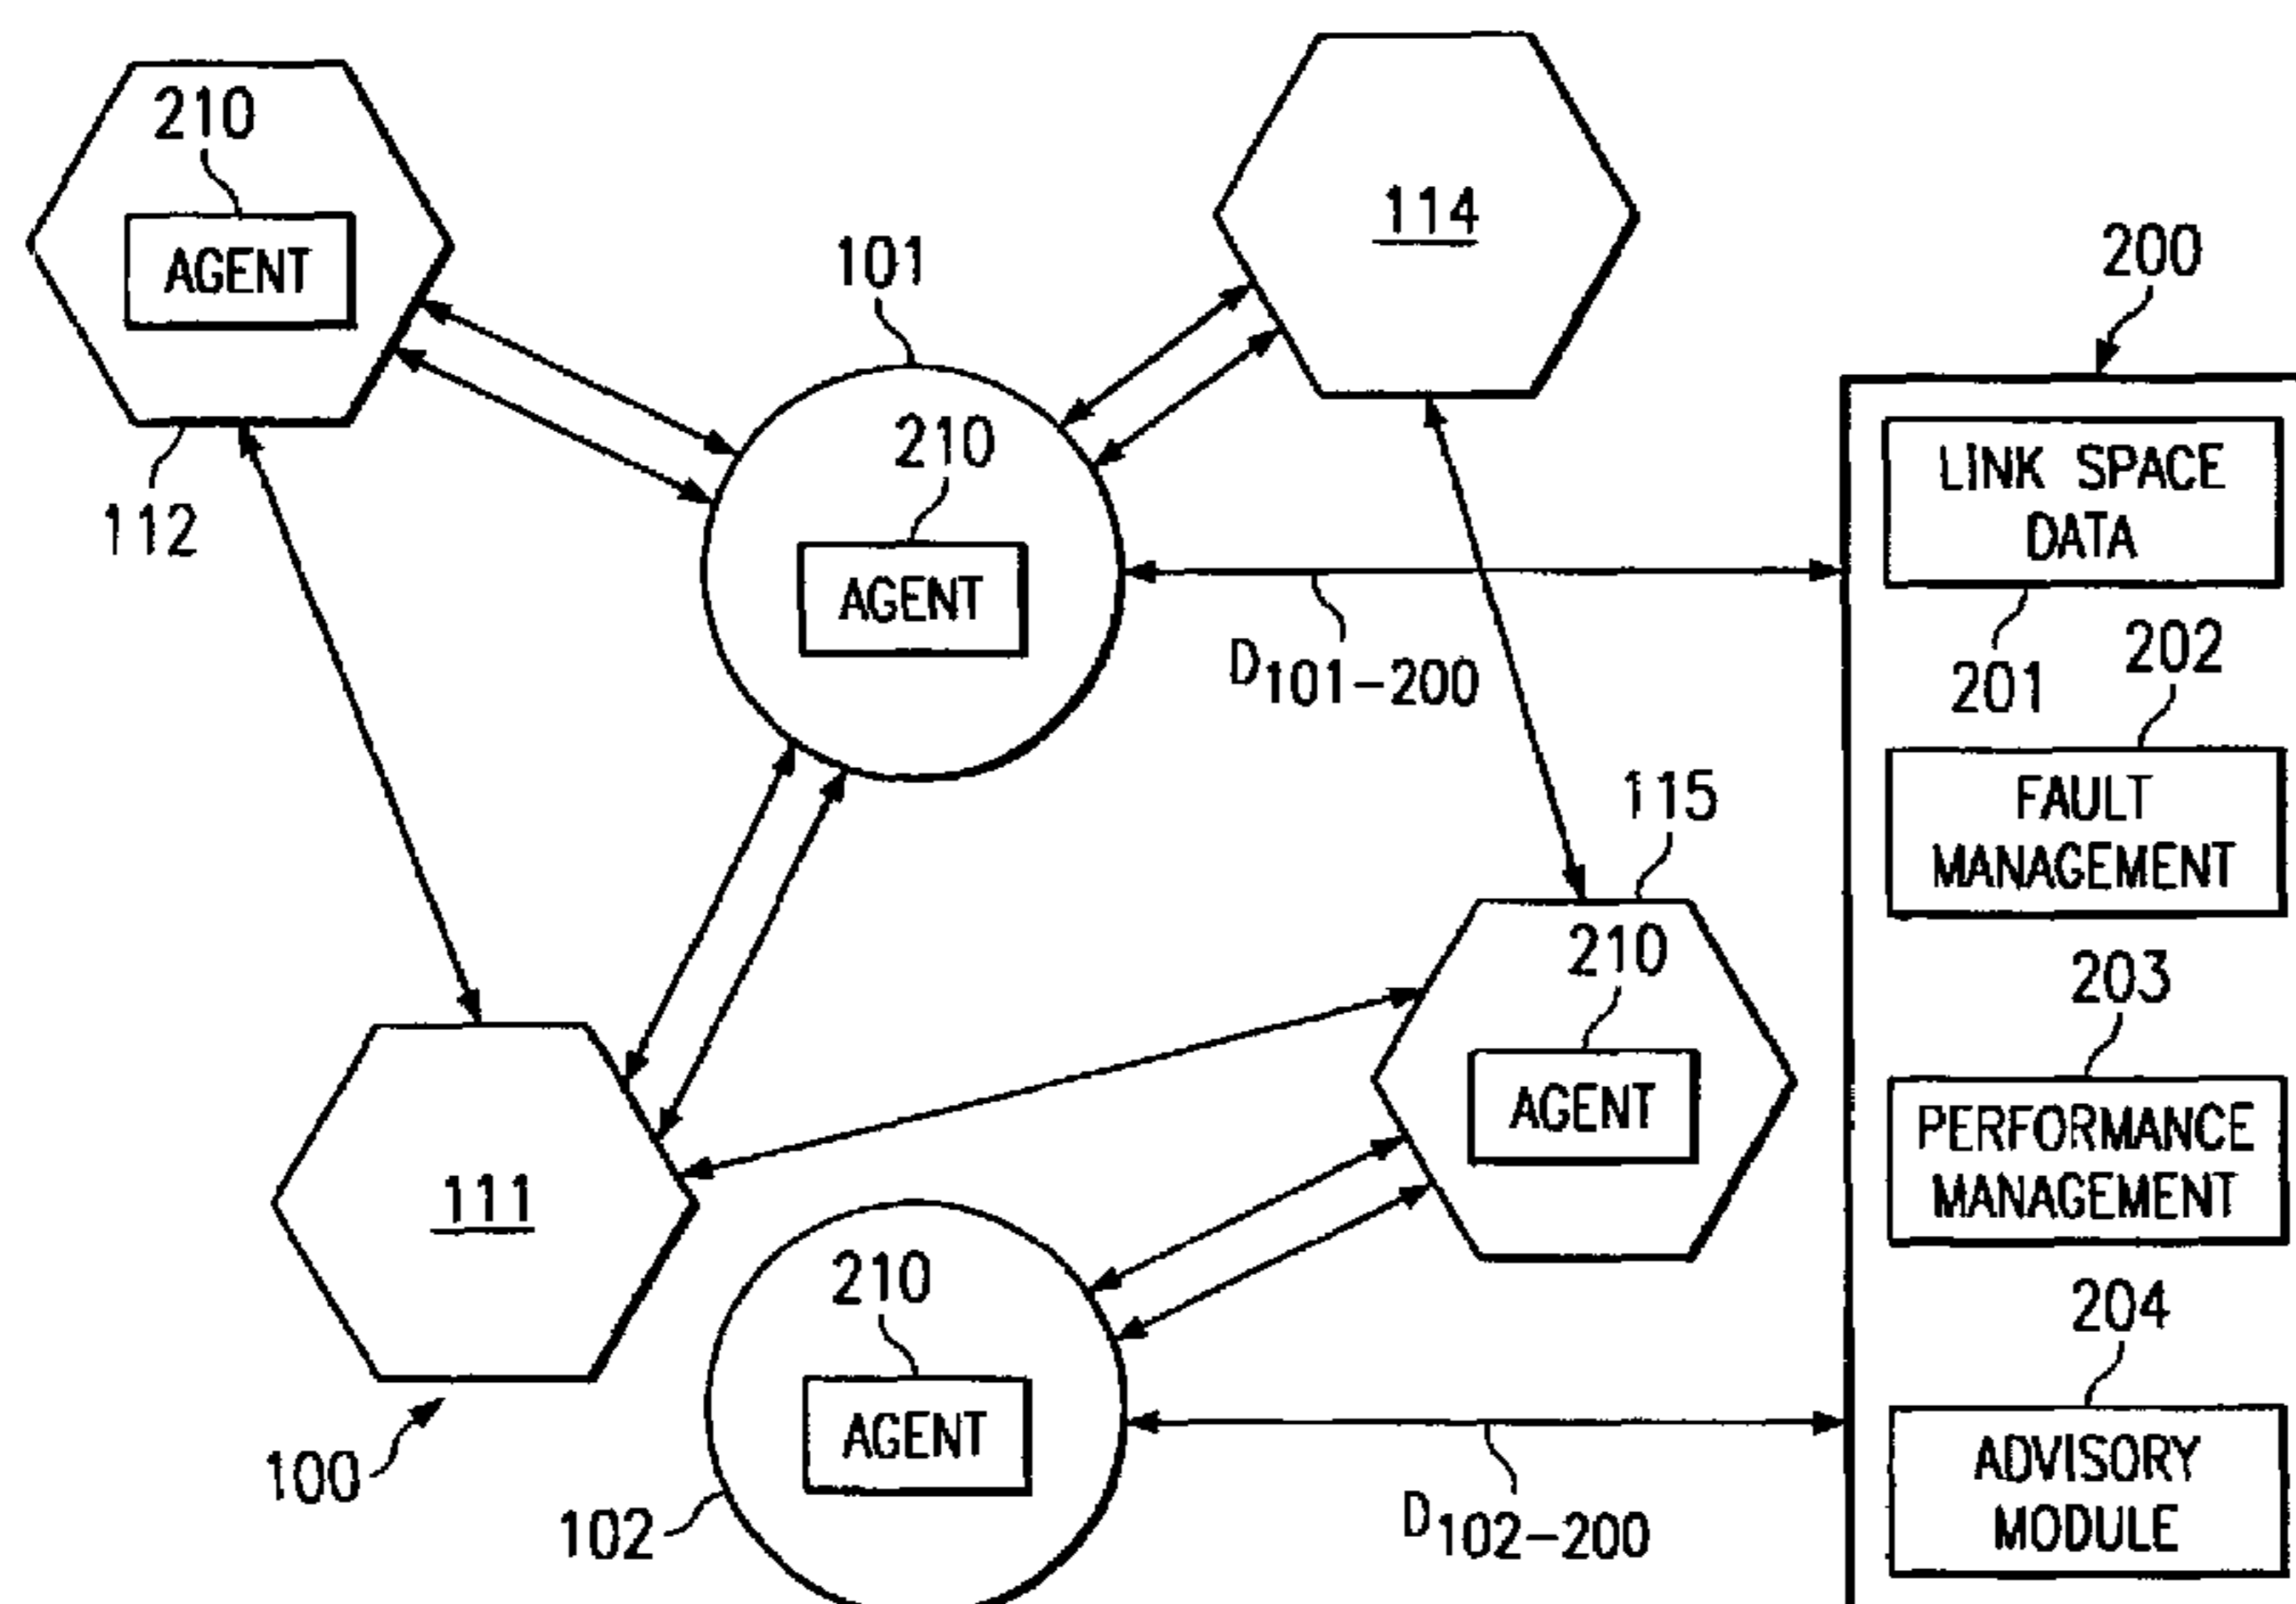 210
AGENT
112
101
210
AGENT
114
200
LINK SPACE
DATA
201
D101-200
202
FAULT
MANAGEMENT
115
210
AGENT
203
PERFORMANCE
MANAGEMENT
111
100
210
AGENT
102
D102-200
204
ADVISORY
MODULE